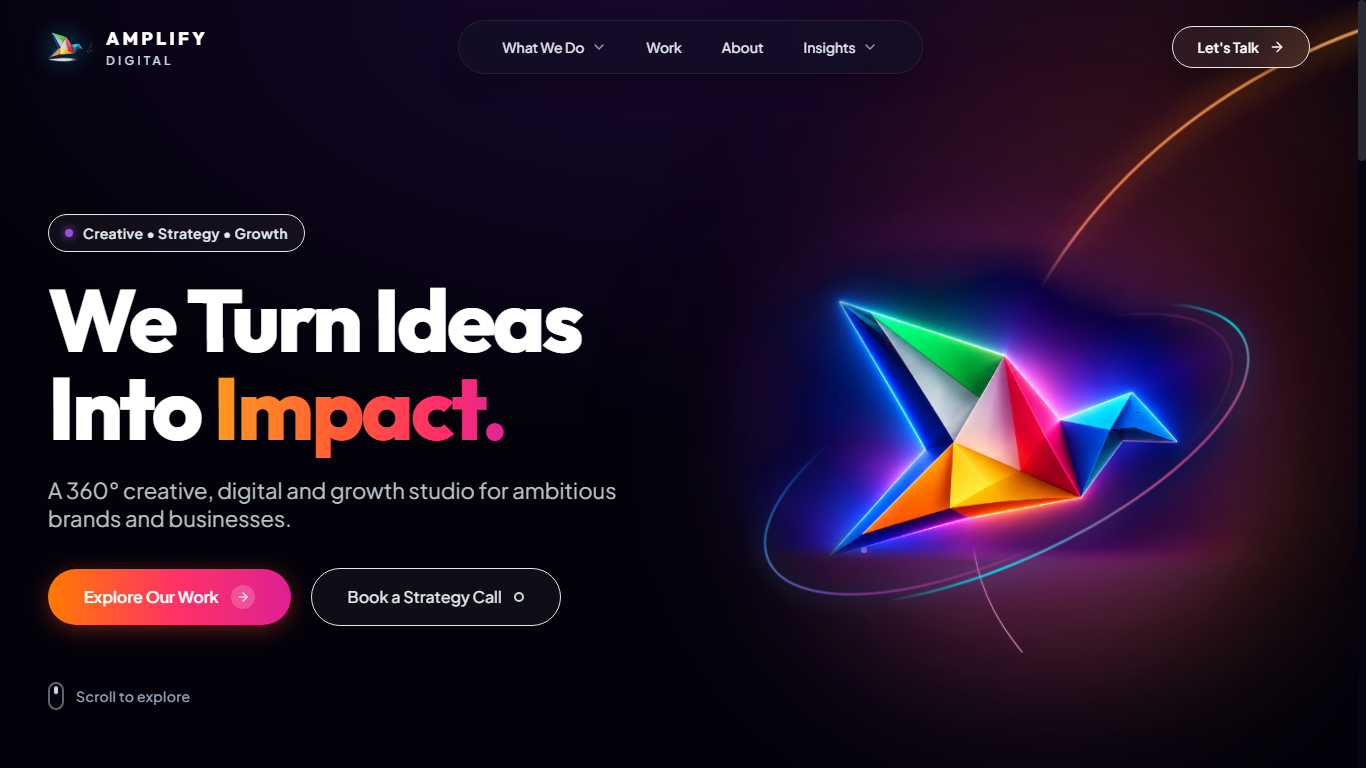 AMPLIFY
DIGITAL
What We Do
Work
About
Insights
Let's Talk
Creative • Strategy • Growth
We Turn Ideas
Into Impact.
A 360° creative, digital and growth studio for ambitious
brands and businesses.
Explore Our Work
Book a Strategy Call
Scroll to explore